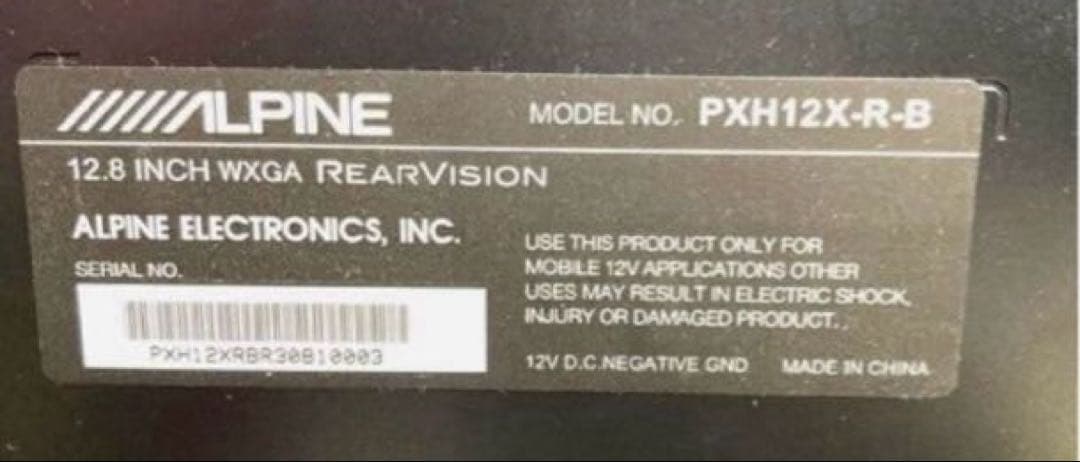 ALPINE MODEL NO. PXH12X-R-B
12.8 INCH WXGA REARVISION
ALPINE ELECTRONICS, INC.
SERIAL NO.
PXH12XRBR30810003
USE THIS PRODUCT ONLY FOR
MOBILE 12V APPLICATIONS OTHER
USES MAY RESULT IN ELECTRIC SHOCK,
INJURY OR DAMAGED PRODUCT..
12V D.C.NEGATIVE GND MADE IN CHINA